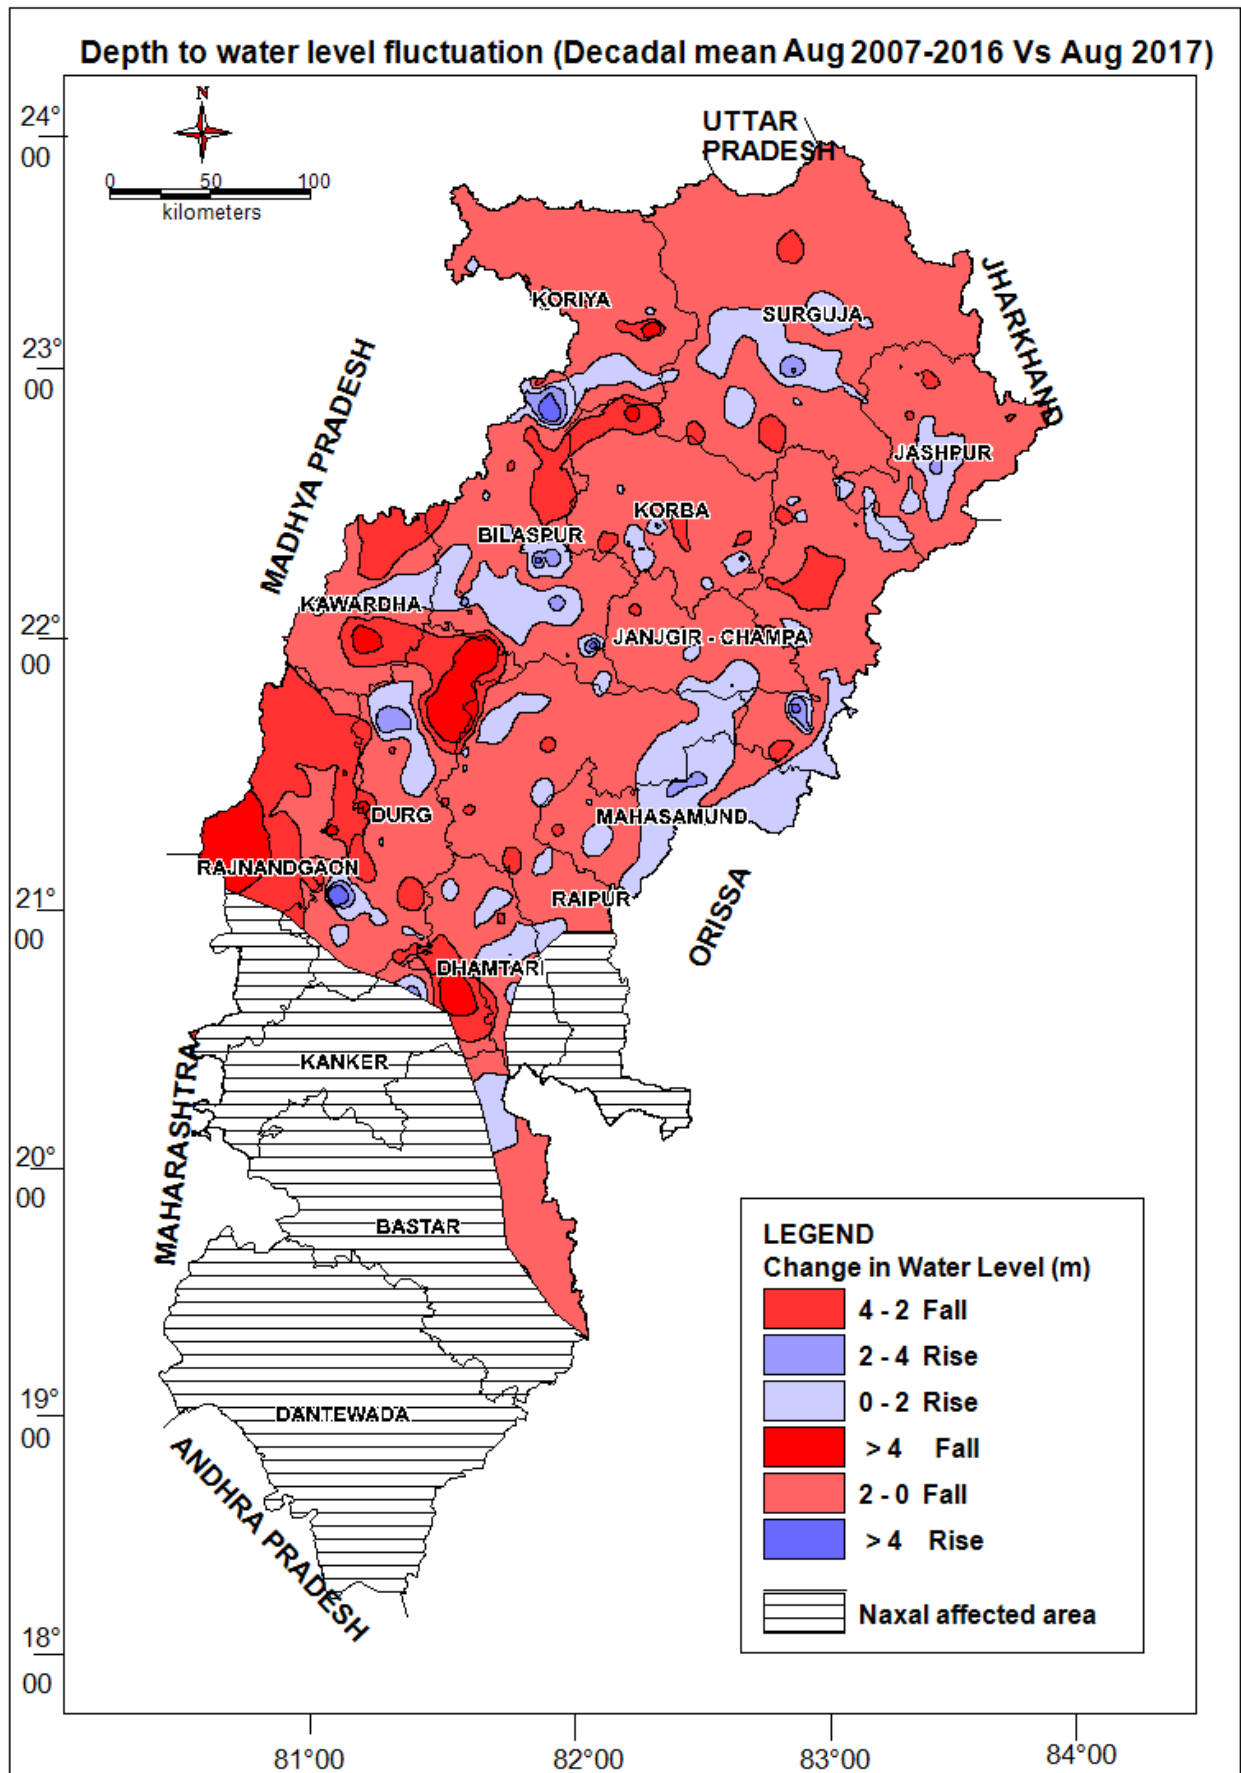 Depth to water level fluctuation (Decadal mean Aug 2007-2016 Vs Aug 2017)
N
0 50 100
kilometers
24°
00
23°
00
22°
00
21°
00
20°
00
19°
00
18°
00
UTTAR
PRADESH
JHARKHAND
MADHYA PRADESH
ORISSA
MAHARASHTRA
ANDHRA PRADESH
KORIYA
SURGUJA
JASHPUR
KORBA
BILASPUR
KAWARDHA
JANJGIR - CHAMPA
DURG
MAHASAMUND
RAJNANDGAON
RAIPUR
DHAMTARI
KANKER
BASTAR
DANTEWADA
LEGEND
Change in Water Level (m)
4 - 2 Fall
2 - 4 Rise
0 - 2 Rise
> 4 Fall
2 - 0 Fall
> 4 Rise
Naxal affected area
81°00 82°00 83°00 84°00